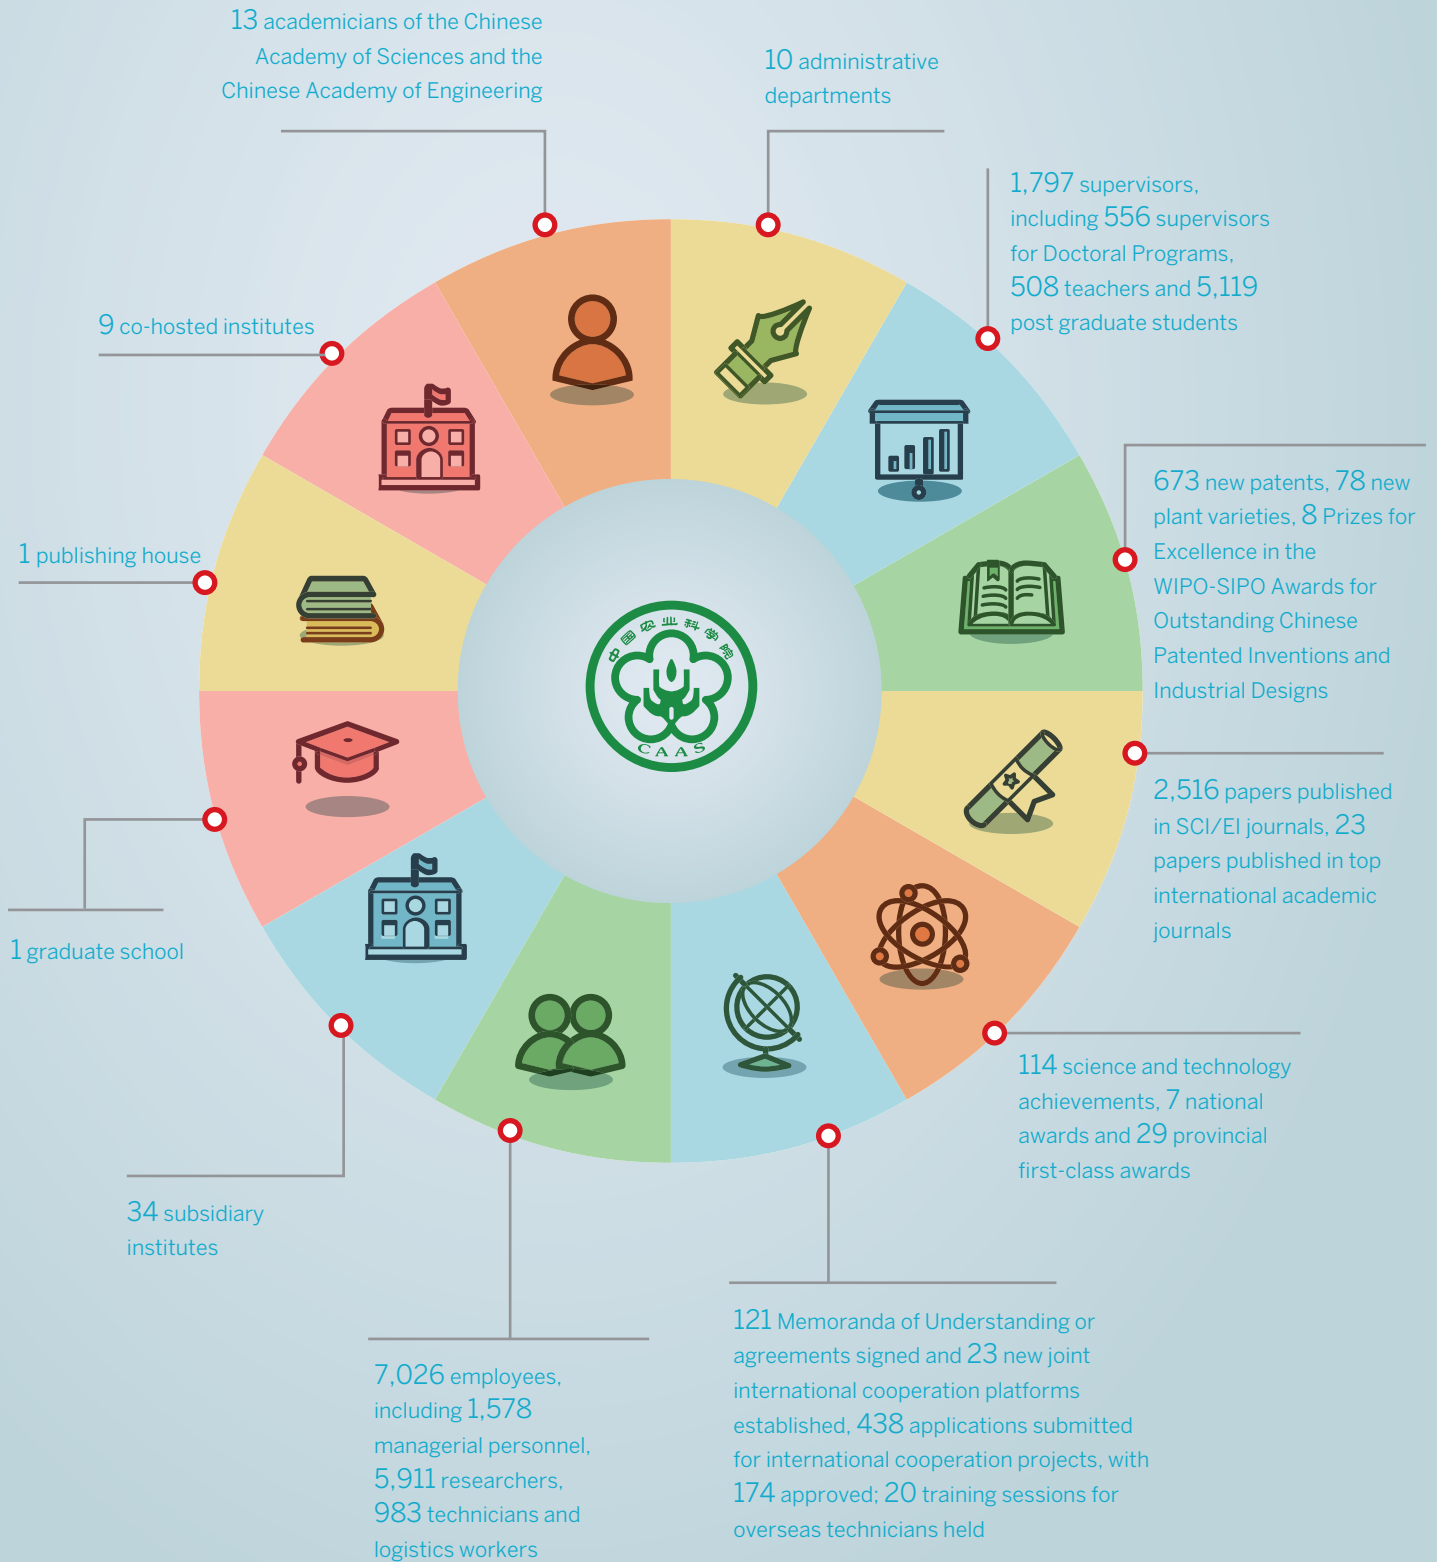 13 academicians of the Chinese
Academy of Sciences and the
Chinese Academy of Engineering
10 administrative
departments
1,797 supervisors,
including 556 supervisors
for Doctoral Programs,
508 teachers and 5,119
post graduate students
9 co-hosted institutes
673 new patents, 78 new
plant varieties, 8 Prizes for
Excellence in the
WIPO-SIPO Awards for
Outstanding Chinese
Patented Inventions and
Industrial Designs
1 publishing house
中国农业科学院
CAAS
2,516 papers published
in SCI/EI journals, 23
papers published in top
international academic
journals
1 graduate school
114 science and technology
achievements, 7 national
awards and 29 provincial
first-class awards
34 subsidiary
institutes
121 Memoranda of Understanding or
agreements signed and 23 new joint
international cooperation platforms
established, 438 applications submitted
for international cooperation projects, with
174 approved; 20 training sessions for
overseas technicians held
7,026 employees,
including 1,578
managerial personnel,
5,911 researchers,
983 technicians and
logistics workers